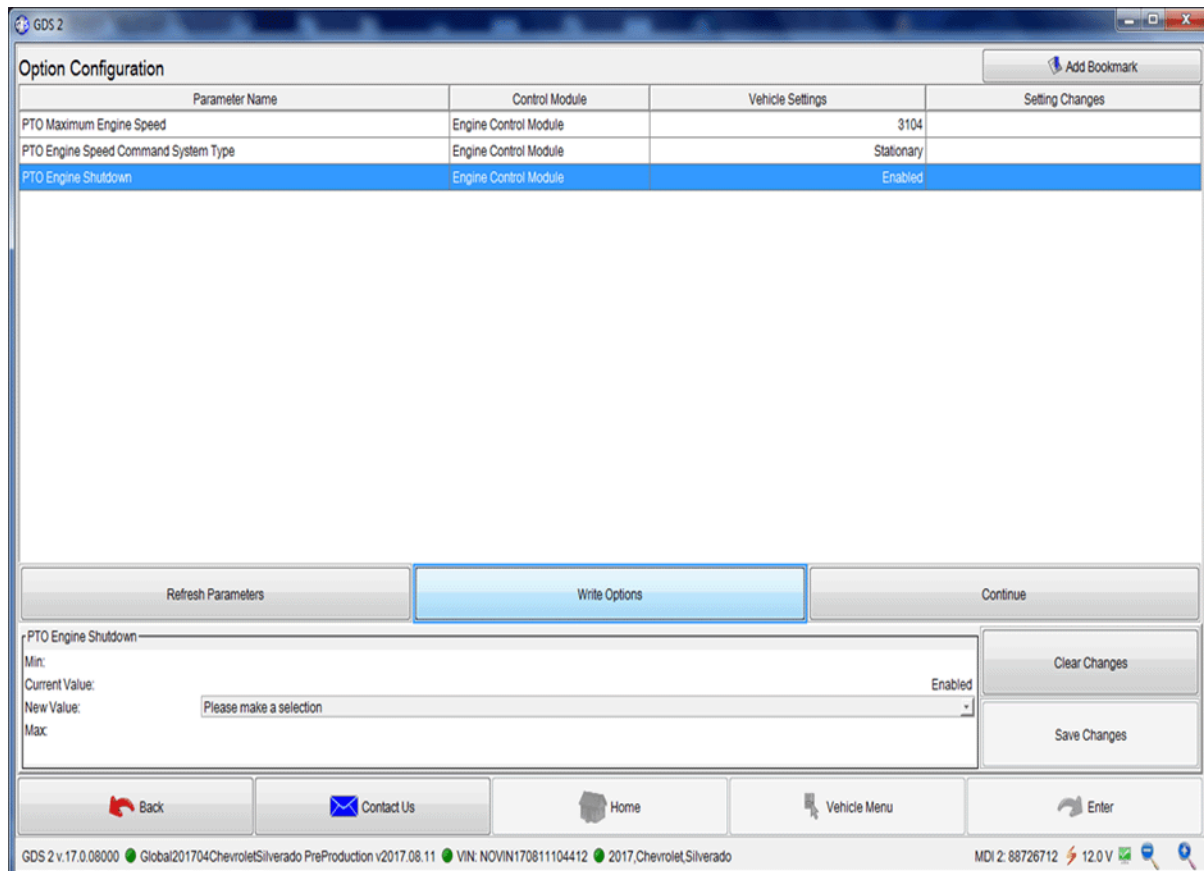 GDS 2
Option Configuration
Add Bookmark
Parameter Name Control Module Vehicle Settings Setting Changes
PTO Maximum Engine Speed Engine Control Module 3104
PTO Engine Speed Command System Type Engine Control Module Stationary
PTO Engine Shutdown Engine Control Module Enabled
Refresh Parameters Write Options Continue
PTO Engine Shutdown
Min:
Current Value: Enabled
New Value: Please make a selection
Max:
Clear Changes
Save Changes
Back Contact Us Home Vehicle Menu Enter
GDS 2 v.17.0.08000 Global201704ChevroletSilverado PreProduction v2017.08.11 VIN: NOVIN170811104412 2017,Chevrolet,Silverado MDI 2: 88726712 12.0 V